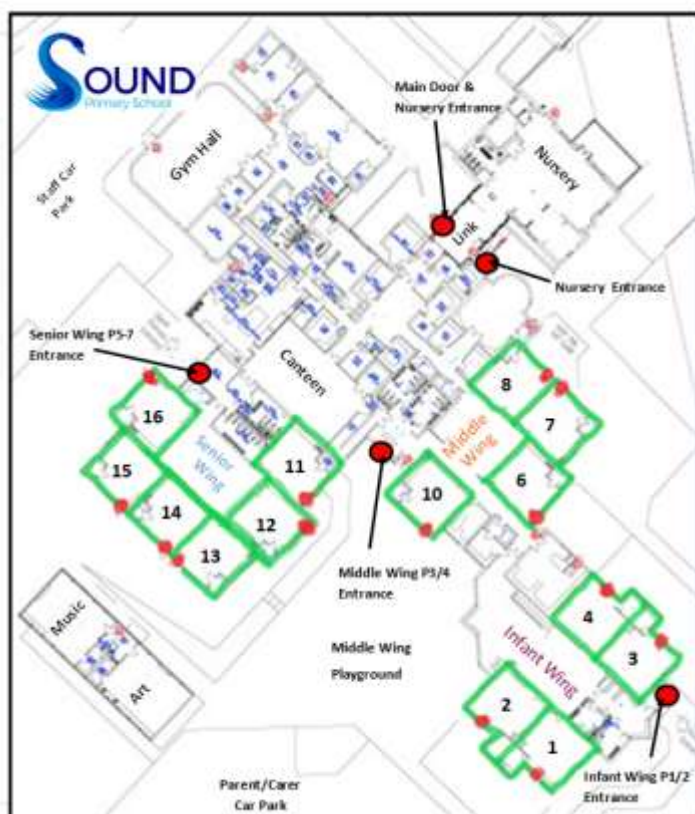 SOUND
Primary School
Main Door &
Nursery Entrance
Gym Hall
Nursery
Staff Car
Park
Link
Nursery Entrance
Senior Wing P5-7
Entrance
Canteen
8
16
7
Middle
Wing
Senior
Wing
11
15
6
10
14
12
13
Middle Wing P3/4
Entrance
4
Music
Middle Wing
Playground
3
Infant Wing
2
Art
1
Parent/Carer
Car Park
Infant Wing P1/2
Entrance